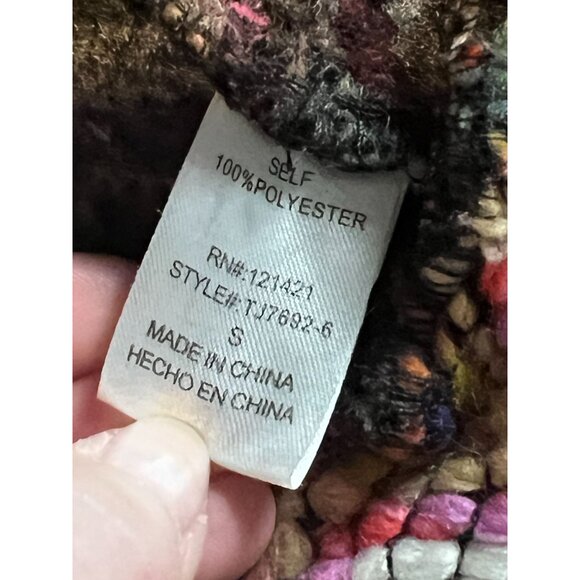 SELF
100%POLYESTER
RN#:121421
STYLE#:TJ7692-6
S
MADE IN CHINA
HECHO EN CHINA